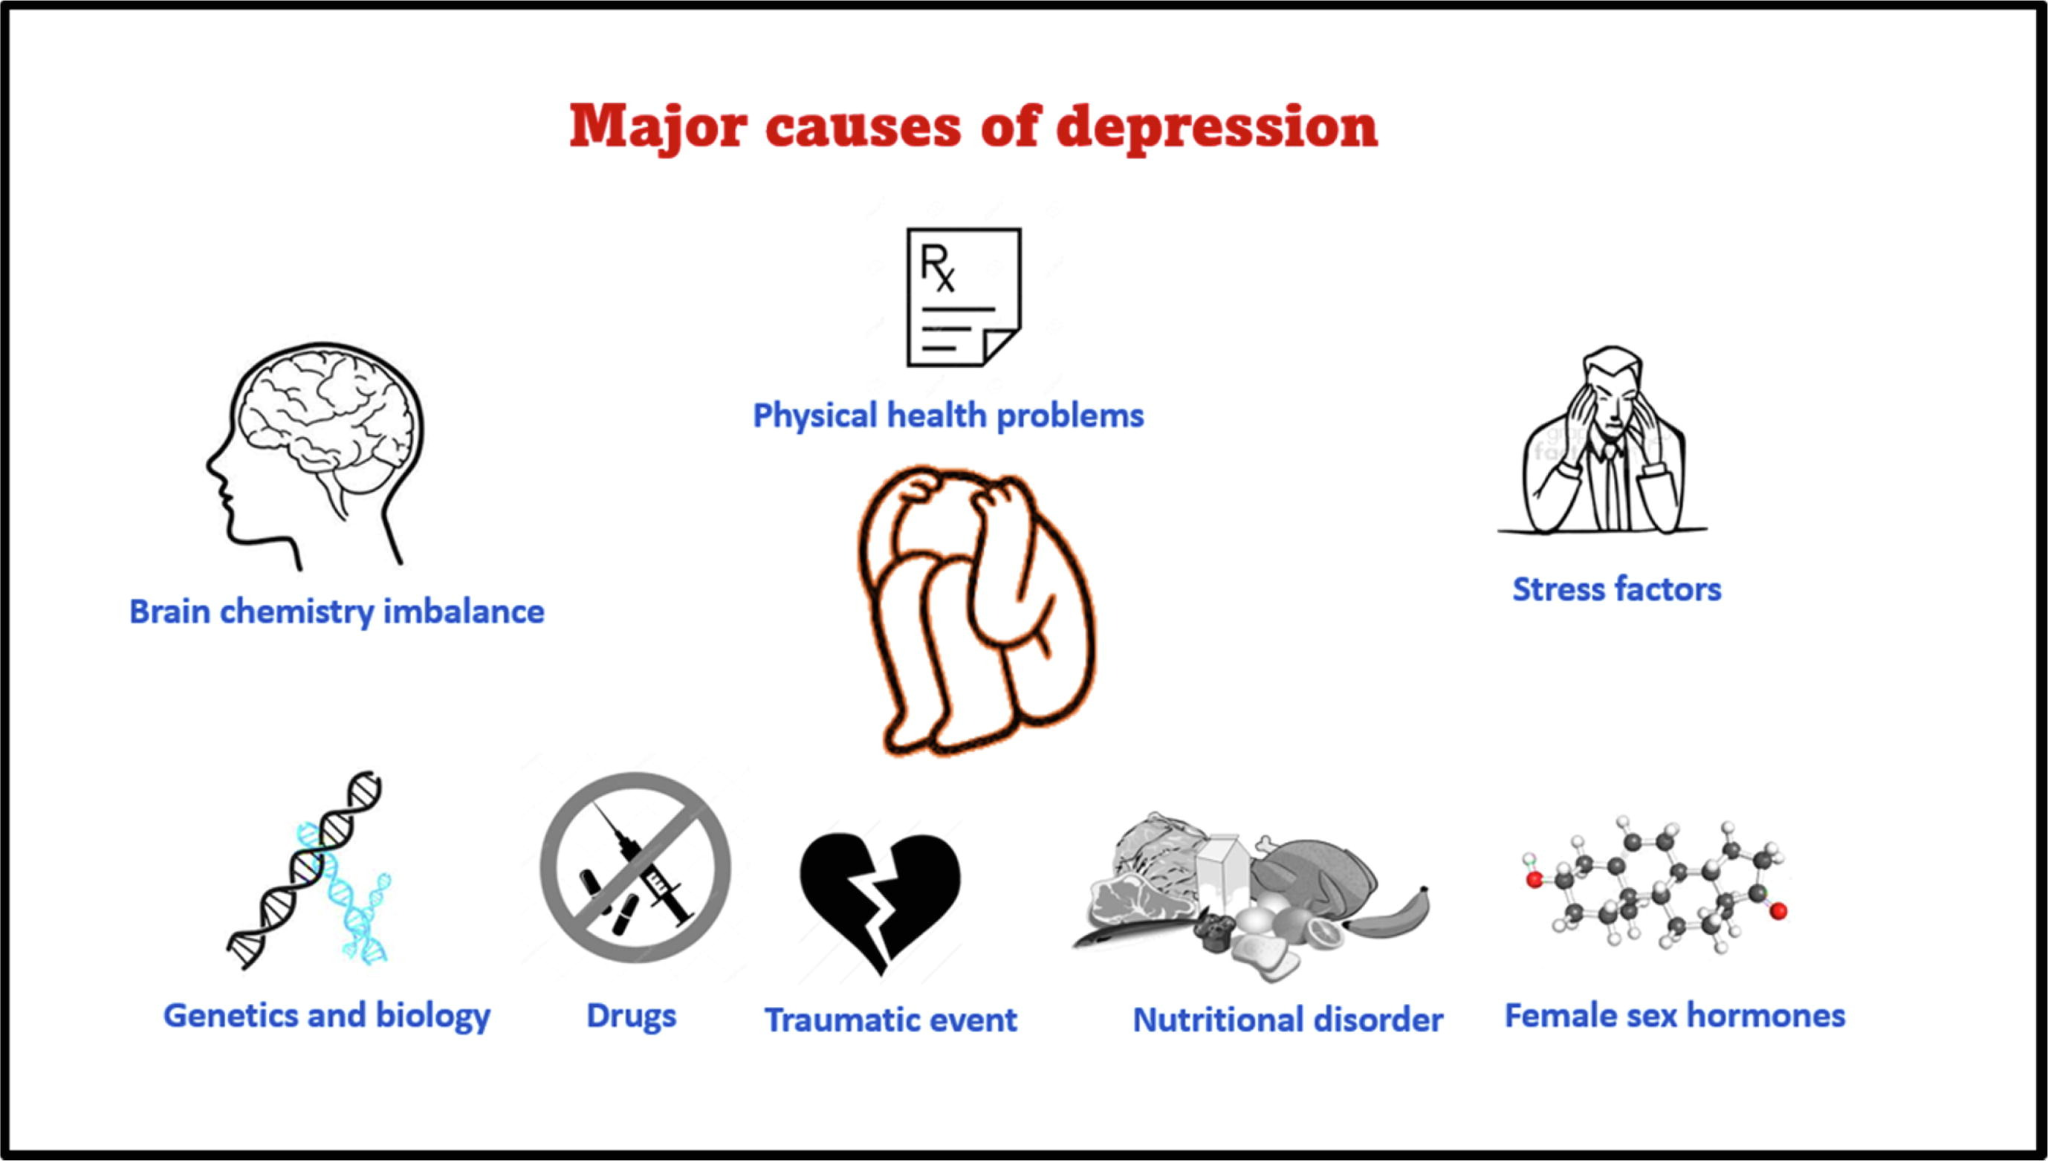 Major causes of depression
Rx
Physical health problems
Brain chemistry imbalance
Stress factors
Genetics and biology
Drugs
Traumatic event
Nutritional disorder
Female sex hormones